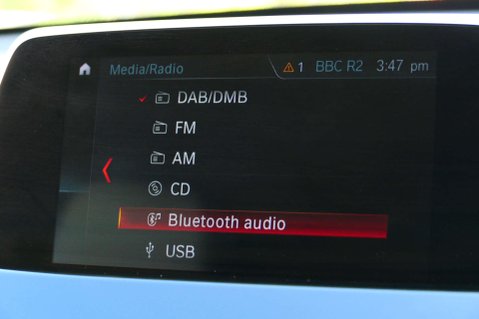 Media/Radio 1 BBC R2 3:47 pm
DAB/DMB
FM
AM
CD
Bluetooth audio
USB